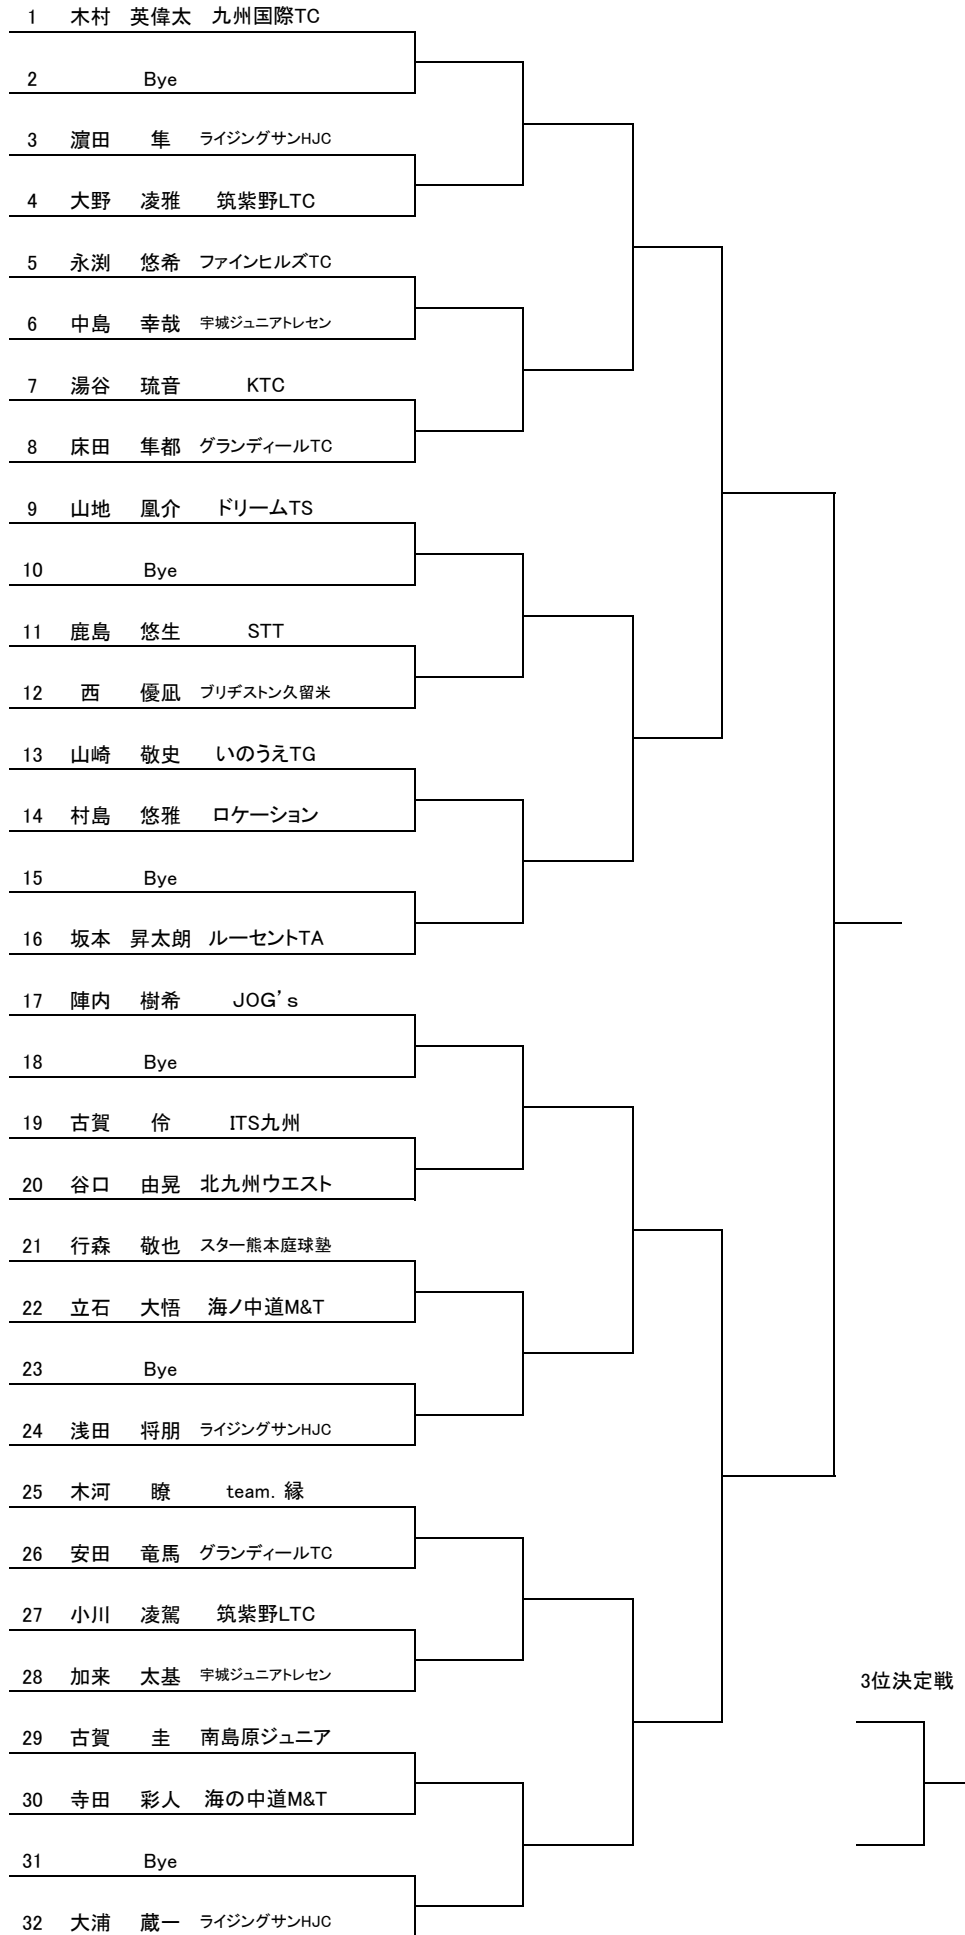 1 木村 英偉太 九州国際TC
2 Bye
3 濵田 隼 ライジングサンHJC
4 大野 凌雅 筑紫野LTC
5 永渕 悠希 ファインヒルズTC
6 中島 幸哉 宇城ジュニアトレセン
7 湯谷 琉音 KTC
8 床田 隼都 グランディールTC
9 山地 凰介 ドリームTS
10 Bye
11 鹿島 悠生 STT
12 西 優凪 ブリヂストン久留米
13 山崎 敬史 いのうえTG
14 村島 悠雅 ロケーション
15 Bye
16 坂本 昇太朗 ルーセントTA
17 陣内 樹希 JOG’s
18 Bye
19 古賀 伶 ITS九州
20 谷口 由晃 北九州ウエスト
21 行森 敬也 スター熊本庭球塾
22 立石 大悟 海ノ中道M&T
23 Bye
24 浅田 将朋 ライジングサンHJC
25 木河 瞭 team．縁
26 安田 竜馬 グランディールTC
27 小川 凌駕 筑紫野LTC
28 加来 太基 宇城ジュニアトレセン
3位決定戦
29 古賀 圭 南島原ジュニア
30 寺田 彩人 海の中道M&T
31 Bye
32 大浦 蔵一 ライジングサンHJC